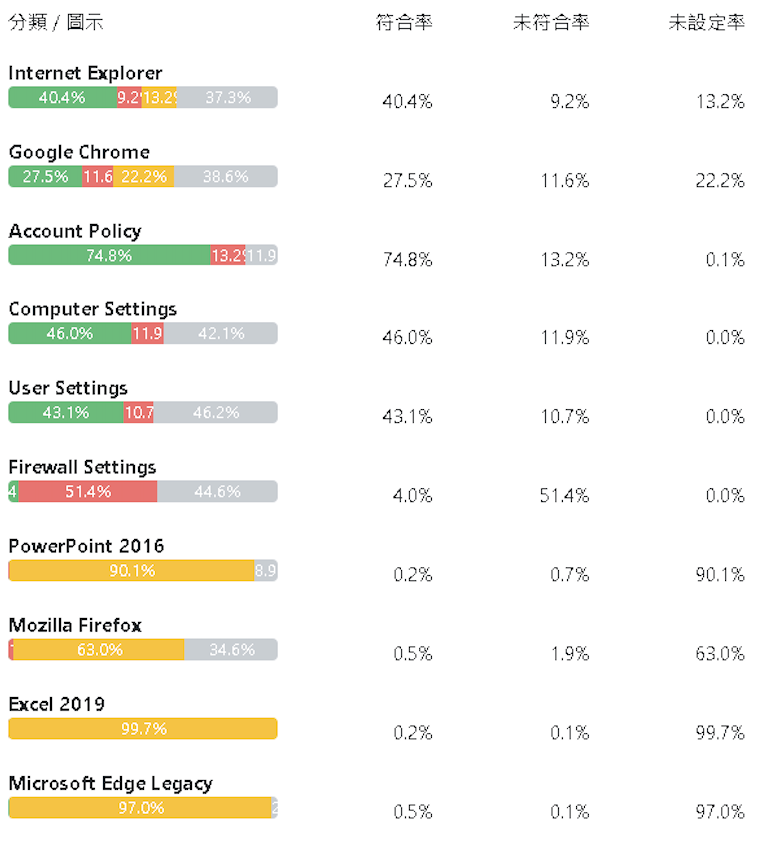 分類 / 圖示 符合率 未符合率 未設定率
Internet Explorer
40.4% 9.2% 13.2% 37.3% 40.4% 9.2% 13.2%
Google Chrome
27.5% 11.6 22.2% 38.6% 27.5% 11.6% 22.2%
Account Policy
74.8% 13.2% 11.9 74.8% 13.2% 0.1%
Computer Settings
46.0% 11.9 42.1% 46.0% 11.9% 0.0%
User Settings
43.1% 10.7 46.2% 43.1% 10.7% 0.0%
Firewall Settings
4 51.4% 44.6% 4.0% 51.4% 0.0%
PowerPoint 2016
90.1% 8.9 0.2% 0.7% 90.1%
Mozilla Firefox
63.0% 34.6% 0.5% 1.9% 63.0%
Excel 2019
99.7% 0.2% 0.1% 99.7%
Microsoft Edge Legacy
97.0% 2 0.5% 0.1% 97.0%